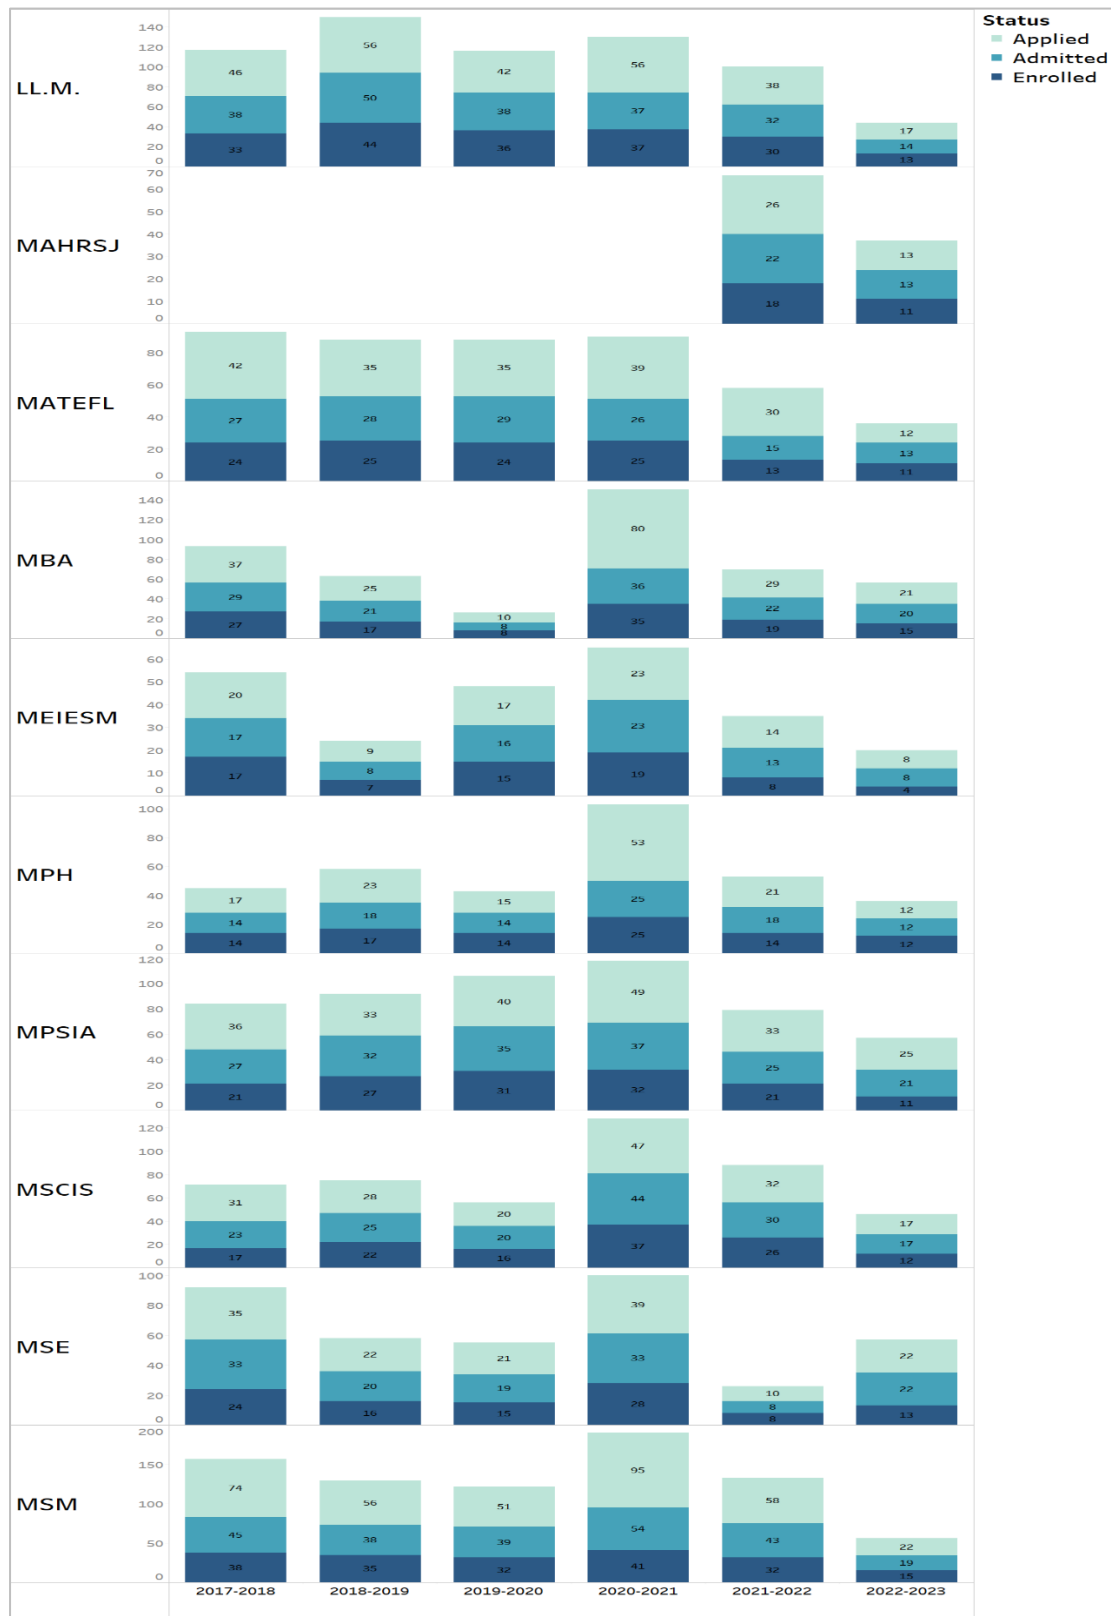 Status
Applied
Admitted
Enrolled
LL.M.
140
120
100
80
60
40
20
0
46 56 42 56 38 17
38 50 38 37 32 14
33 44 36 37 30 13
MAHRSJ
70
60
50
40
30
20
10
0
26 13
22 13
18 11
MATEFL
80
60
40
20
0
42 35 35 39 30 12
27 28 29 26 15 13
24 25 24 25 13 11
MBA
140
120
100
80
60
40
20
0
37 25 10 80 29 21
29 21 8 36 22 20
27 17 8 35 19 15
MEIESM
60
50
40
30
20
10
0
20 9 17 23 14 8
17 8 16 23 13 8
17 7 15 19 8 4
MPH
100
80
60
40
20
0
17 23 15 53 21 12
14 18 14 25 18 12
14 17 14 25 14 12
MPSIA
120
100
80
60
40
20
0
36 33 40 49 33 25
27 32 35 37 25 21
21 27 31 32 21 11
MSCIS
120
100
80
60
40
20
0
31 28 20 47 32 17
23 25 20 44 30 17
17 22 16 37 26 12
MSE
100
80
60
40
20
0
35 22 21 39 10 22
33 20 19 33 8 22
24 16 15 28 8 13
MSM
200
150
100
50
0
74 56 51 95 58 22
45 38 39 54 43 19
38 35 32 41 32 15
2017-2018 2018-2019 2019-2020 2020-2021 2021-2022 2022-2023